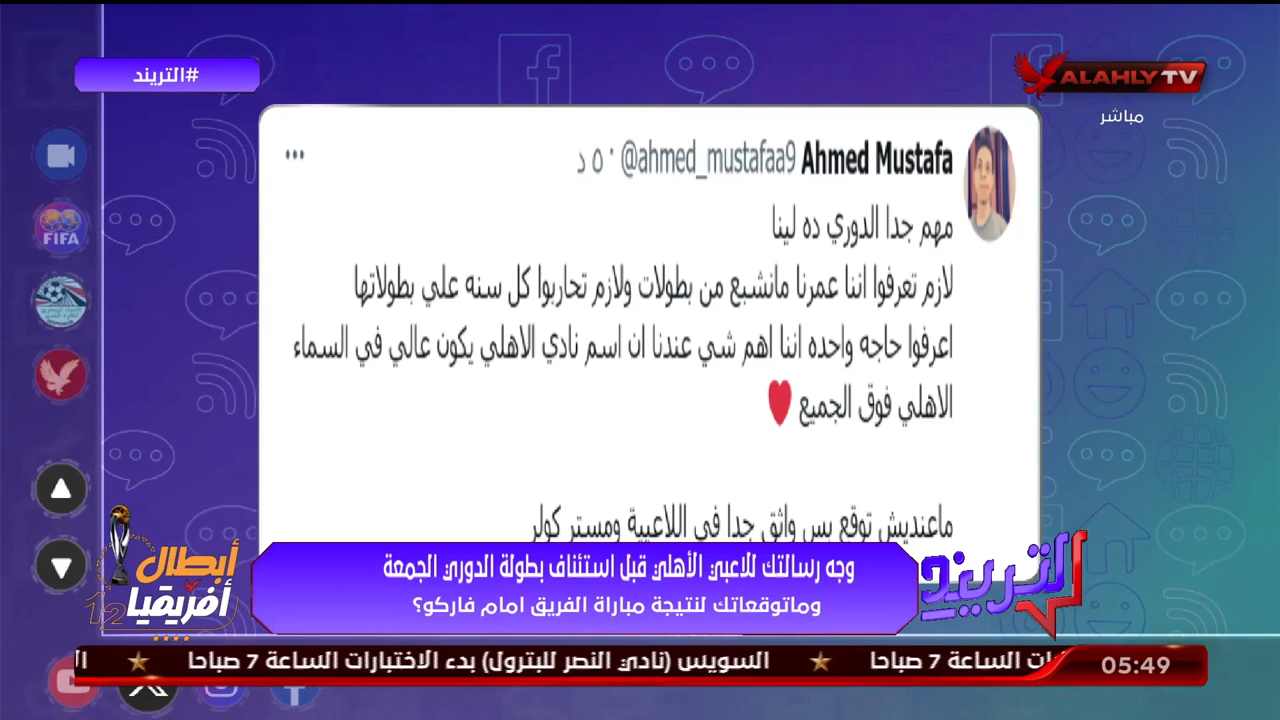 #التريند
ALAHLY TV
مباشر
Ahmed Mustafa @ahmed_mustafaa9 · ٥ د
مهم جدا الدوري ده لينا
لازم تعرفوا اننا عمرنا مانشبع من بطولات ولازم تحاربوا كل سنه علي بطولاتها
اعرفوا حاجه واحده اننا اهم شي عندنا ان اسم نادي الاهلي يكون عالي في السماء
الاهلي فوق الجميع ❤
ماعنديش توقع بس واثق جدا في اللاعيبة ومستر كولر
FIFA
وجه رسالتك للاعبي الأهلي قبل استئناف بطولة الدوري الجمعة
وماتوقعاتك لنتيجة مباراة الفريق امام فاركو؟
التريند
أبطال
أفريقيا
12
الساعة 7 صباحا ★ السويس (نادي النصر للبترول) بدء الاختبارات الساعة 7 صباحا ★
05:49